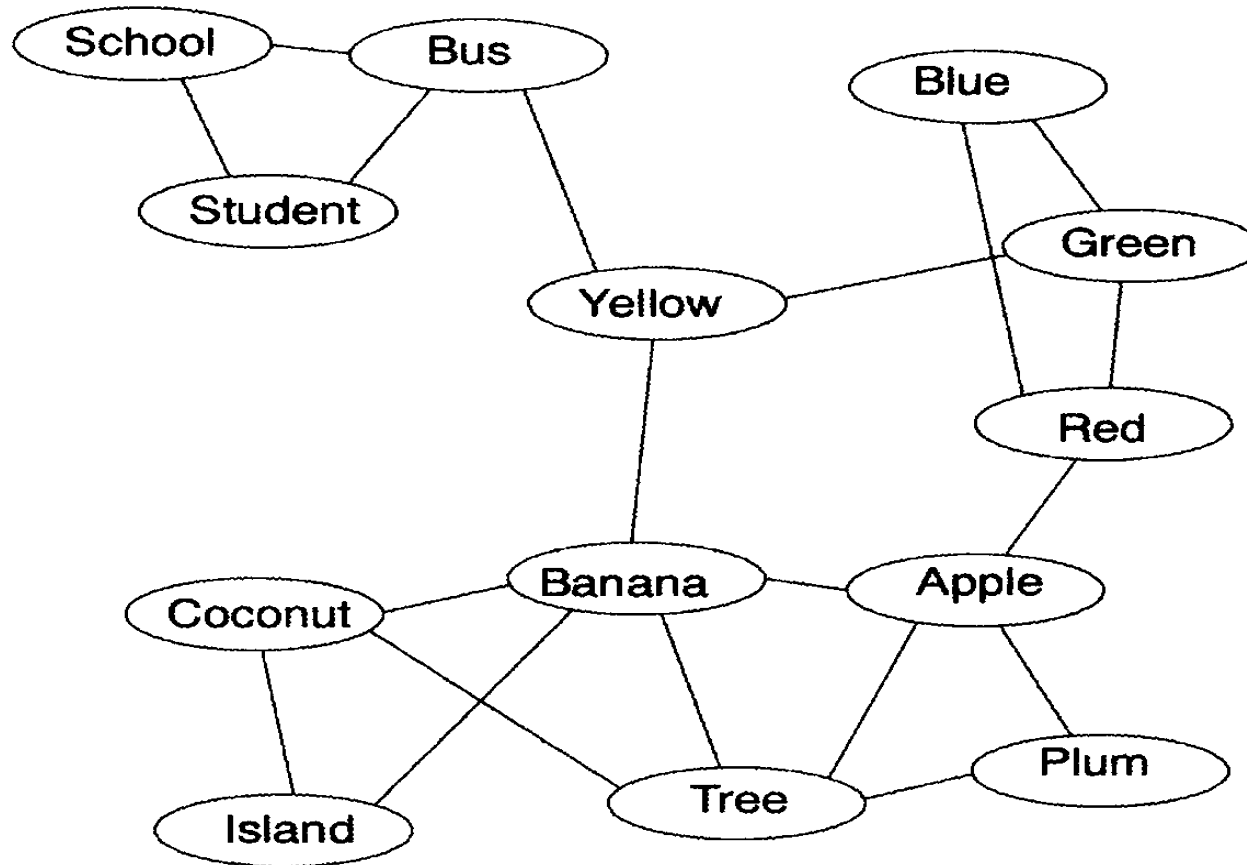 School
Bus
Blue
Student
Green
Yellow
Red
Banana
Apple
Coconut
Plum
Tree
Island